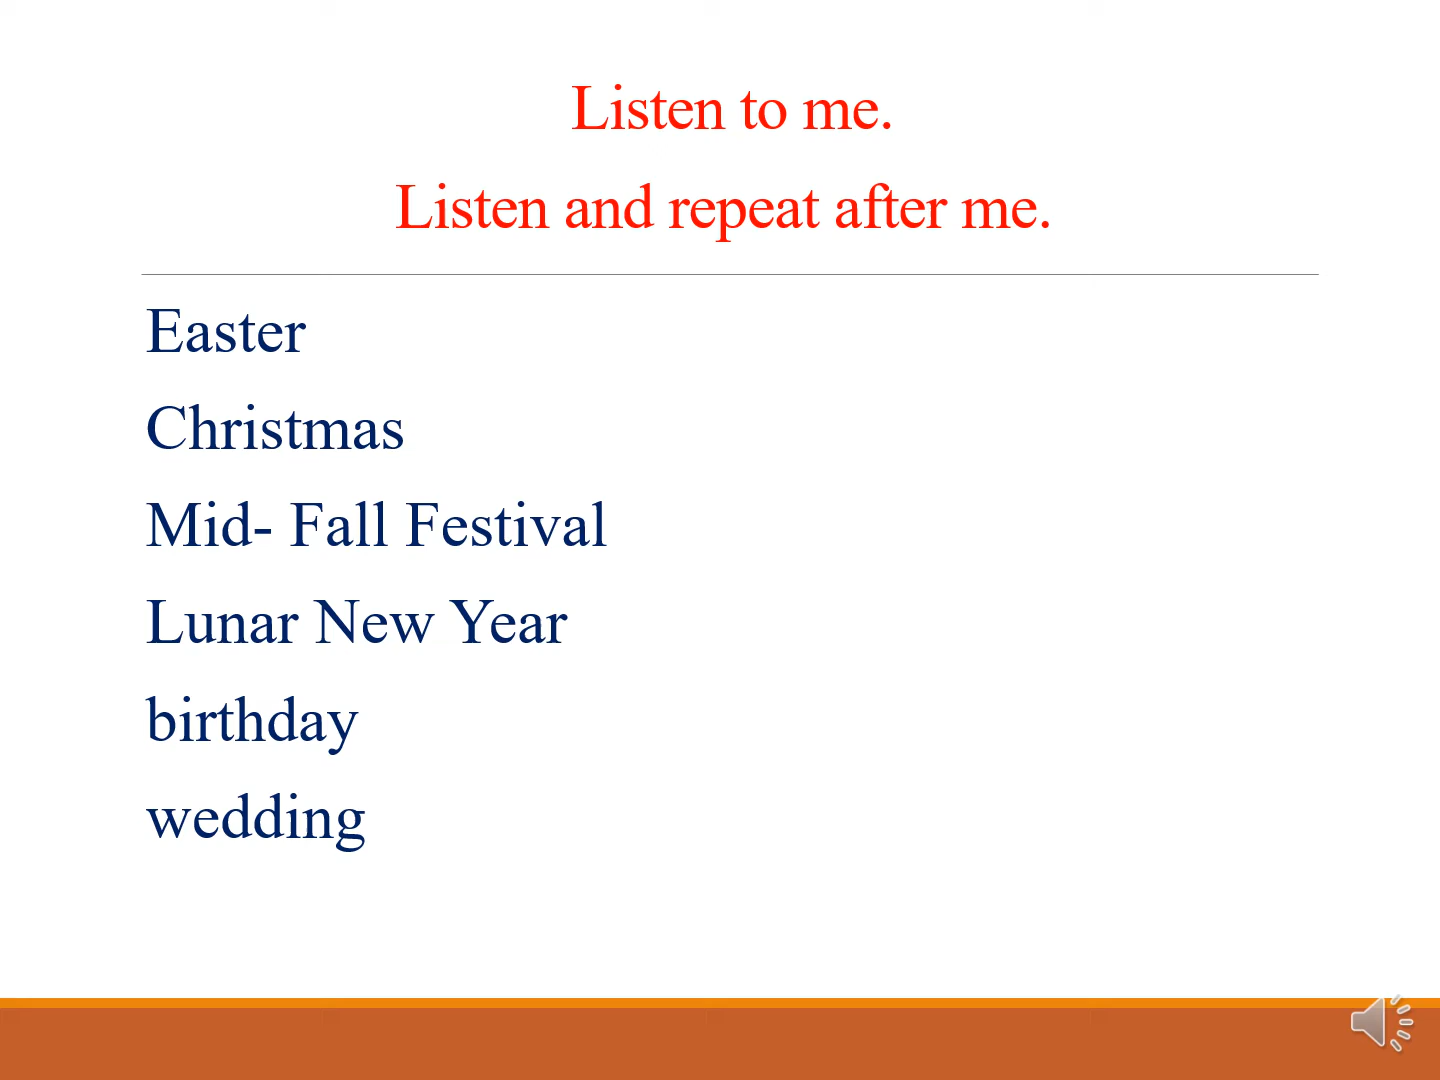 Listen to me.
Listen and repeat after me.
Easter
Christmas
Mid- Fall Festival
Lunar New Year
birthday
wedding